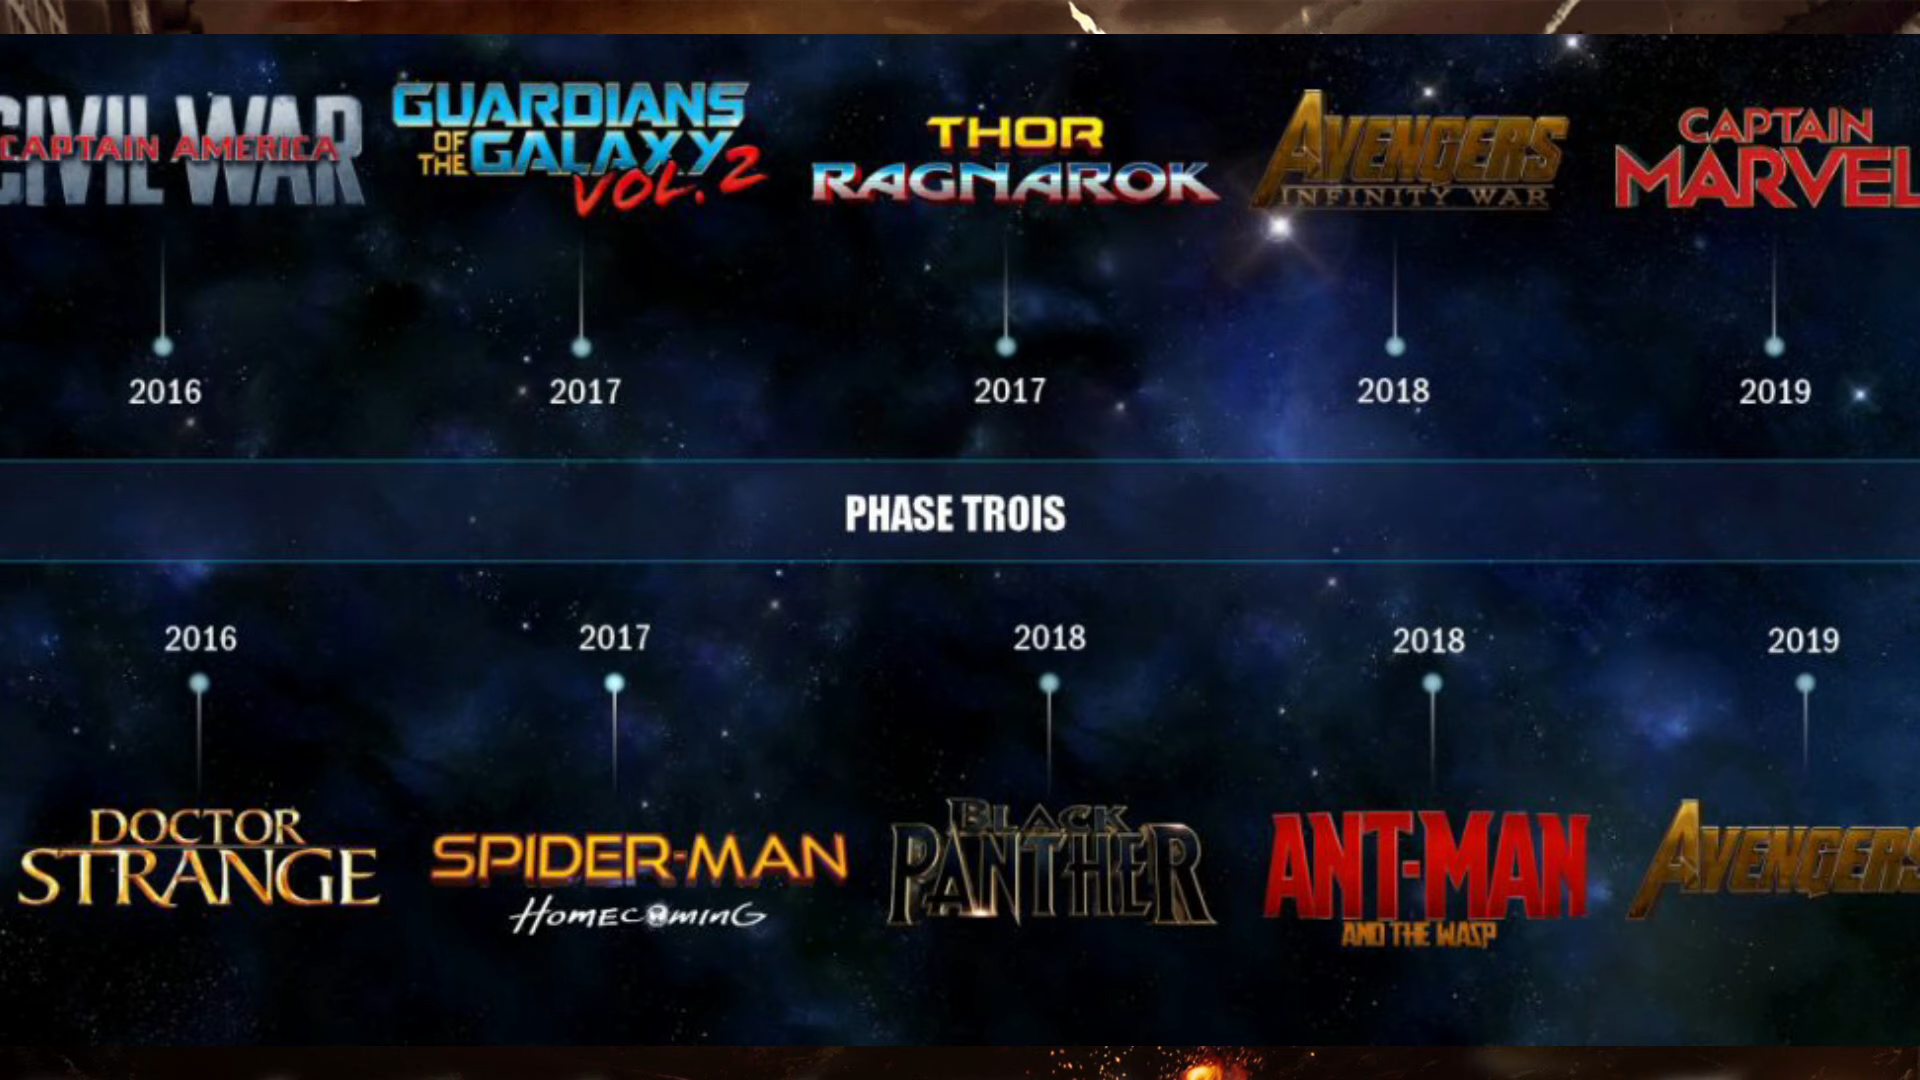 CIVIL WAR
CAPTAIN AMERICA
GUARDIANS
OF THE GALAXY
VOL. 2
THOR
RAGNAROK
AVENGERS
INFINITY WAR
CAPTAIN
MARVEL
2016
2017
2017
2018
2019
PHASE TROIS
2016
2017
2018
2018
2019
DOCTOR
STRANGE
SPIDER-MAN
HOMECOMING
BLACK
PANTHER
ANT-MAN
AND THE WASP
AVENGERS